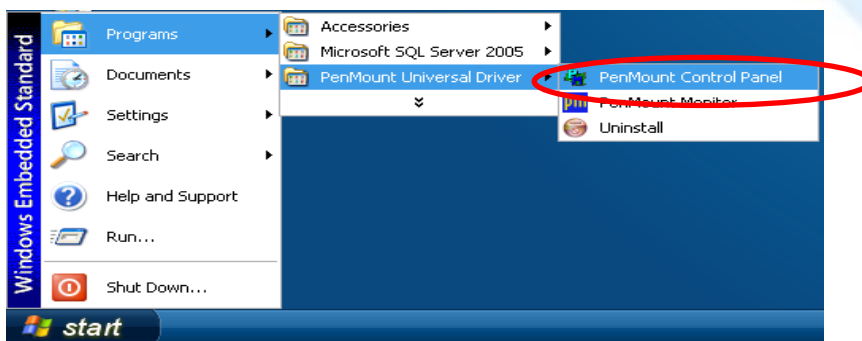 Windows Embedded Standard
Programs
Documents
Settings
Search
Help and Support
Run...
Shut Down...
Accessories
Microsoft SQL Server 2005
PenMount Universal Driver
PenMount Control Panel
PenMount Monitor
Uninstall
start